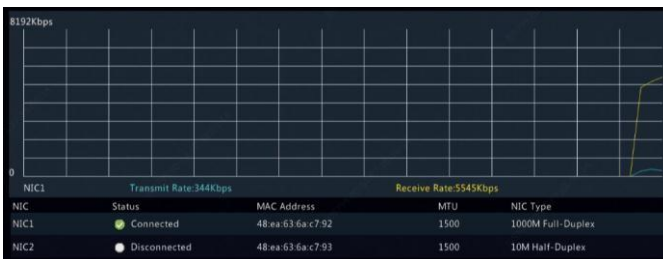 8192Kbps
0
NIC1 Transmit Rate:344Kbps Receive Rate:5545Kbps
NIC Status MAC Address MTU NIC Type
NIC1 Connected 48:ea:63:6a:c7:92 1500 1000M Full-Duplex
NIC2 Disconnected 48:ea:63:6a:c7:93 1500 10M Half-Duplex